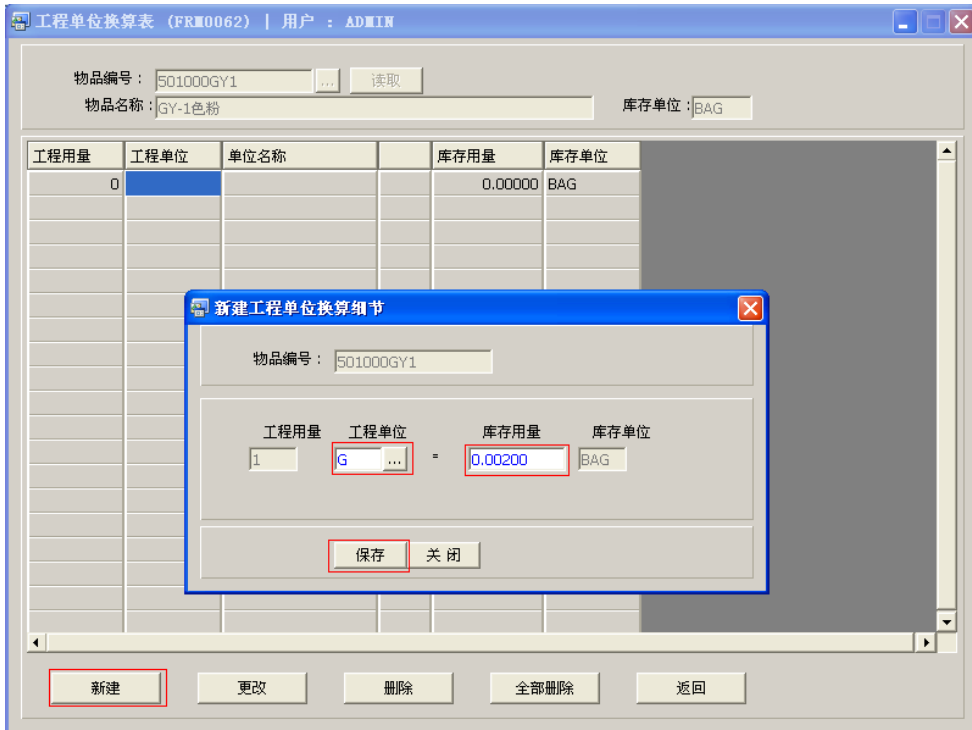 工程单位换算表 (FRM0062) | 用户 : ADMIN
物品编号： 501000GY1 ... 读取
物品名称： GY-1色粉 库存单位： BAG
工程用量 工程单位 单位名称 库存用量 库存单位
0 0.00000 BAG
新建工程单位换算细节
物品编号： 501000GY1
工程用量 工程单位 库存用量 库存单位
1 G ... = 0.00200 BAG
保存 关闭
新建 更改 删除 全部删除 返回